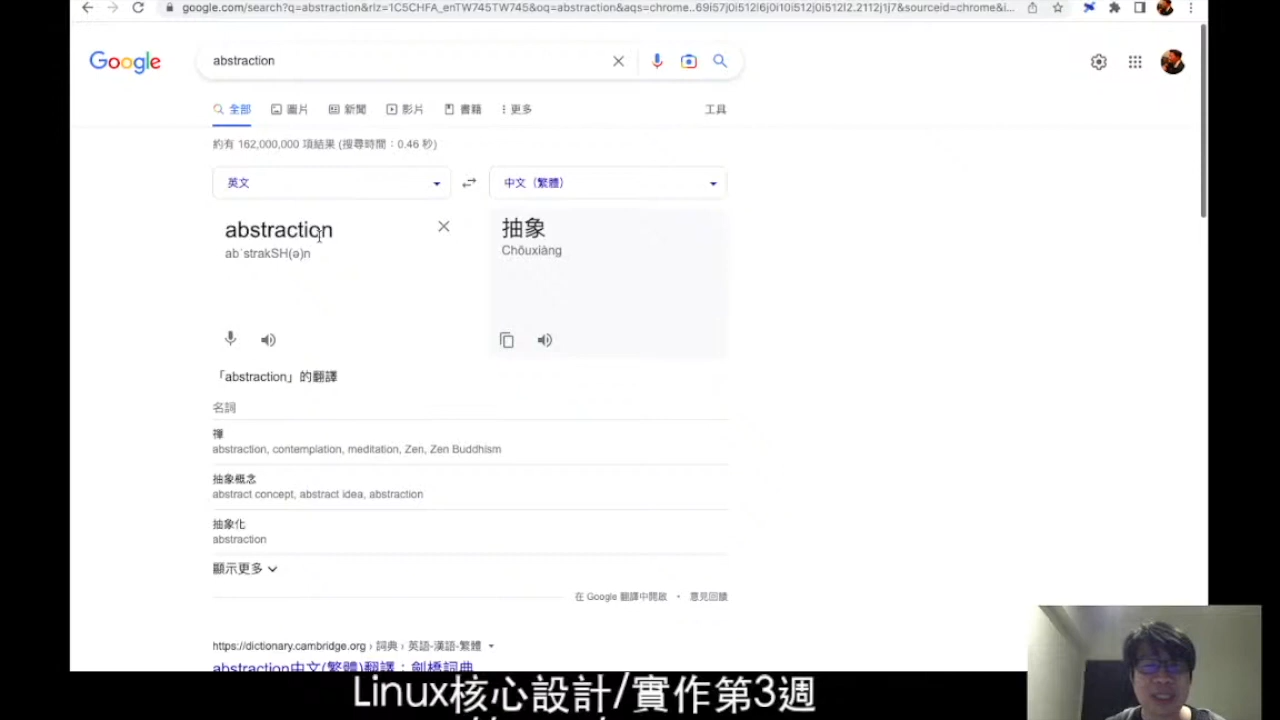 google.com/search?q=abstraction&rlz=1C5CHFA_enTW745TW745&oq=abstraction&aqs=chrome..69i57j0i512l6j0i10i512j0i512l2.2112j1j7&sourceid=chrome&i...
Google
abstraction
全部 圖片 新聞 影片 書籍 更多 工具
約有 162,000,000 項結果 (搜尋時間：0.46 秒)
英文 中文（繁體）
abstraction 抽象
abˈstrakSH(ə)n Chōuxiàng
「abstraction」的翻譯
名詞
禪
abstraction, contemplation, meditation, Zen, Zen Buddhism
抽象概念
abstract concept, abstract idea, abstraction
抽象化
abstraction
顯示更多
在 Google 翻譯中開啟 • 意見回饋
https://dictionary.cambridge.org › 詞典 › 英語-漢語-繁體
abstraction中文(繁體)翻譯：劍橋詞典
Linux核心設計/實作第3週